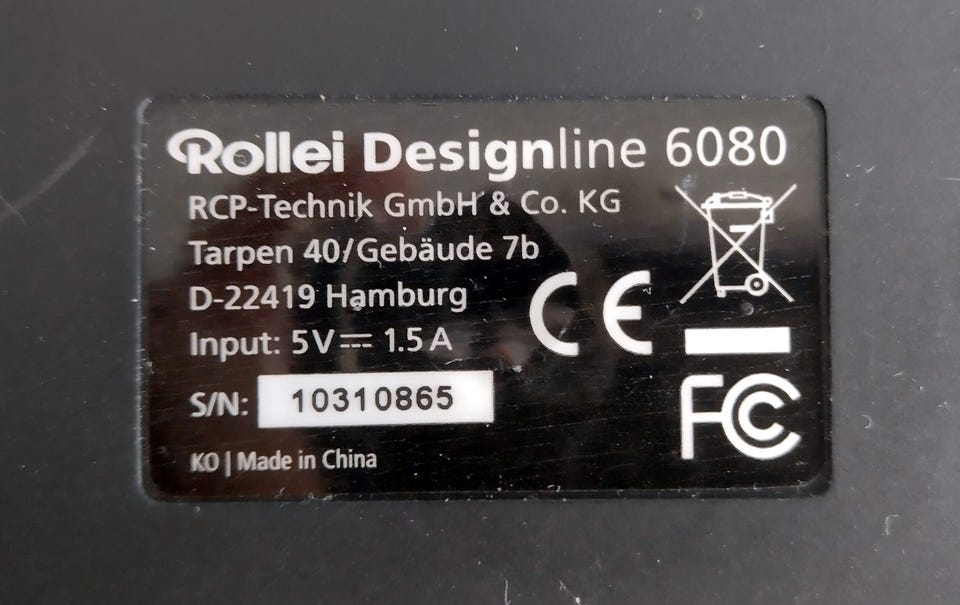 Rollei Designline 6080
RCP-Technik GmbH & Co. KG
Tarpen 40/Gebäude 7b
D-22419 Hamburg
Input: 5V⎓1.5A
CE
S/N: 10310865
FC
KO | Made in China